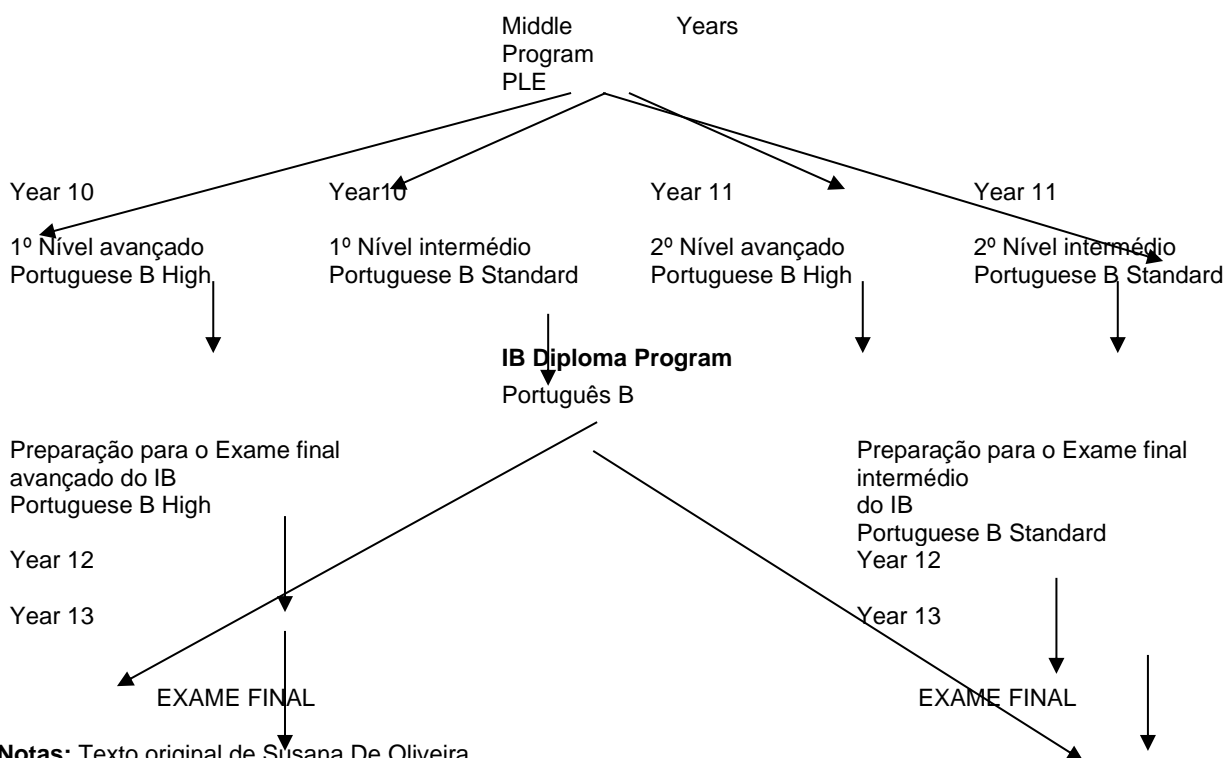 Middle Years
Program
PLE
Year 10 Year10 Year 11 Year 11
1º Nível avançado 1º Nível intermédio 2º Nível avançado 2º Nível intermédio
Portuguese B High Portuguese B Standard Portuguese B High Portuguese B Standard
IB Diploma Program
Português B
Preparação para o Exame final Preparação para o Exame final
avançado do IB intermédio
Portuguese B High do IB
Portuguese B Standard
Year 12 Year 12
Year 13 Year 13
EXAME FINAL EXAME FINAL
Notas: Texto original de Susana De Oliveira